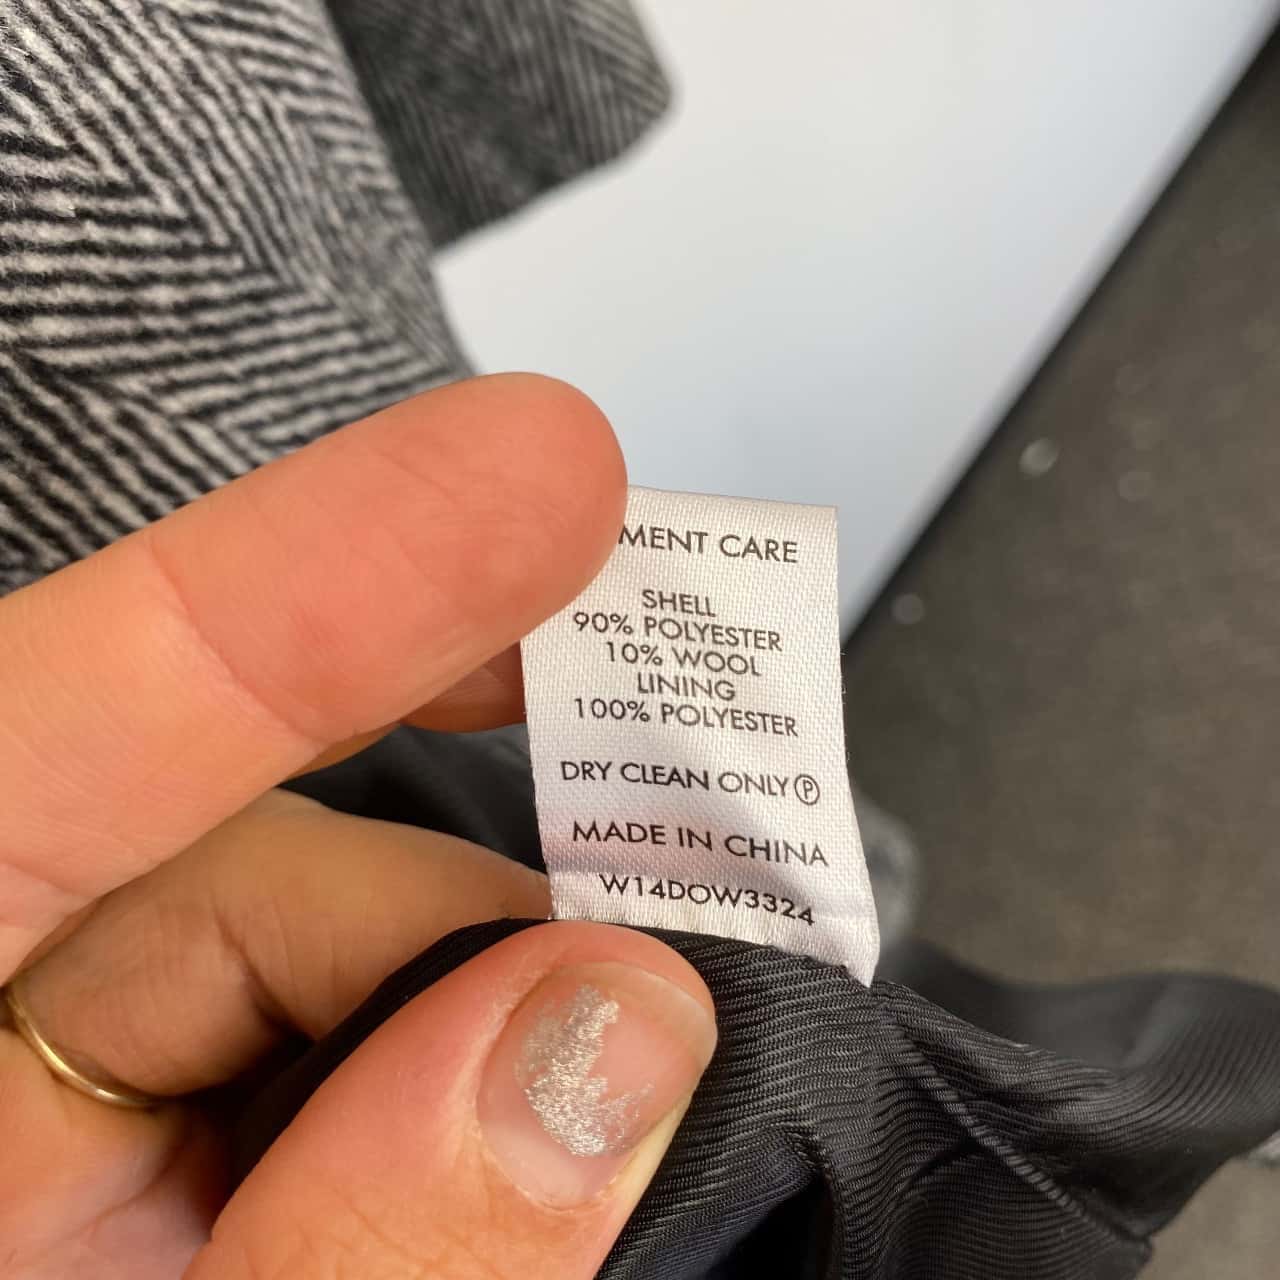 MENT CARE
SHELL
90% POLYESTER
10% WOOL
LINING
100% POLYESTER
DRY CLEAN ONLY Ⓟ
MADE IN CHINA
W14DOW3324